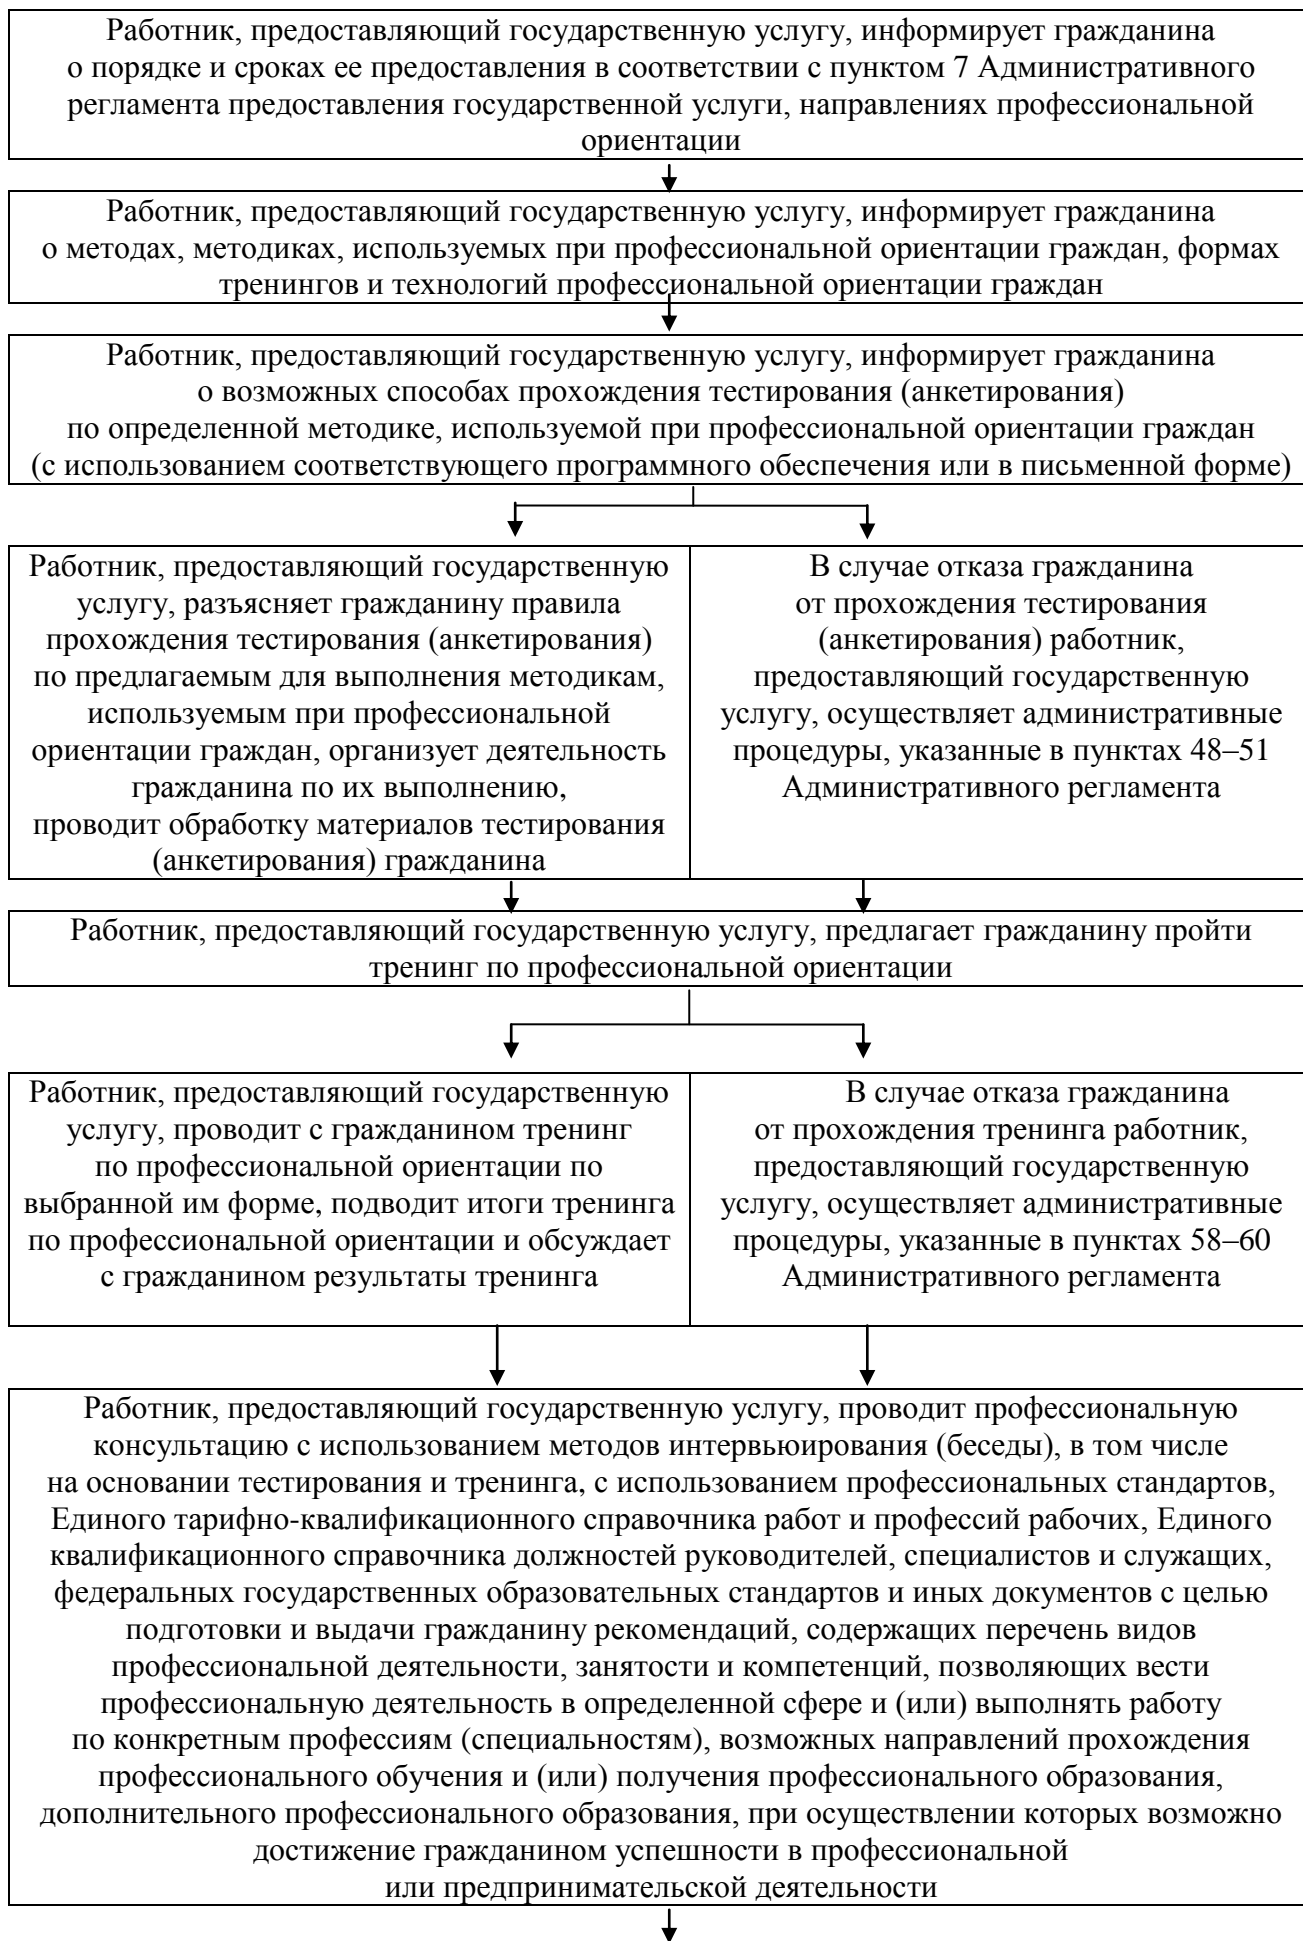 Работник, предоставляющий государственную услугу, информирует гражданина
о порядке и сроках ее предоставления в соответствии с пунктом 7 Административного
регламента предоставления государственной услуги, направлениях профессиональной
ориентации
Работник, предоставляющий государственную услугу, информирует гражданина
о методах, методиках, используемых при профессиональной ориентации граждан, формах
тренингов и технологий профессиональной ориентации граждан
Работник, предоставляющий государственную услугу, информирует гражданина
о возможных способах прохождения тестирования (анкетирования)
по определенной методике, используемой при профессиональной ориентации граждан
(с использованием соответствующего программного обеспечения или в письменной форме)
Работник, предоставляющий государственную
услугу, разъясняет гражданину правила
прохождения тестирования (анкетирования)
по предлагаемым для выполнения методикам,
используемым при профессиональной
ориентации граждан, организует деятельность
гражданина по их выполнению,
проводит обработку материалов тестирования
(анкетирования) гражданина
В случае отказа гражданина
от прохождения тестирования
(анкетирования) работник,
предоставляющий государственную
услугу, осуществляет административные
процедуры, указанные в пунктах 48–51
Административного регламента
Работник, предоставляющий государственную услугу, предлагает гражданину пройти
тренинг по профессиональной ориентации
Работник, предоставляющий государственную
услугу, проводит с гражданином тренинг
по профессиональной ориентации по
выбранной им форме, подводит итоги тренинга
по профессиональной ориентации и обсуждает
с гражданином результаты тренинга
В случае отказа гражданина
от прохождения тренинга работник,
предоставляющий государственную
услугу, осуществляет административные
процедуры, указанные в пунктах 58–60
Административного регламента
Работник, предоставляющий государственную услугу, проводит профессиональную
консультацию с использованием методов интервьюирования (беседы), в том числе
на основании тестирования и тренинга, с использованием профессиональных стандартов,
Единого тарифно-квалификационного справочника работ и профессий рабочих, Единого
квалификационного справочника должностей руководителей, специалистов и служащих,
федеральных государственных образовательных стандартов и иных документов с целью
подготовки и выдачи гражданину рекомендаций, содержащих перечень видов
профессиональной деятельности, занятости и компетенций, позволяющих вести
профессиональную деятельность в определенной сфере и (или) выполнять работу
по конкретным профессиям (специальностям), возможных направлений прохождения
профессионального обучения и (или) получения профессионального образования,
дополнительного профессионального образования, при осуществлении которых возможно
достижение гражданином успешности в профессиональной
или предпринимательской деятельности